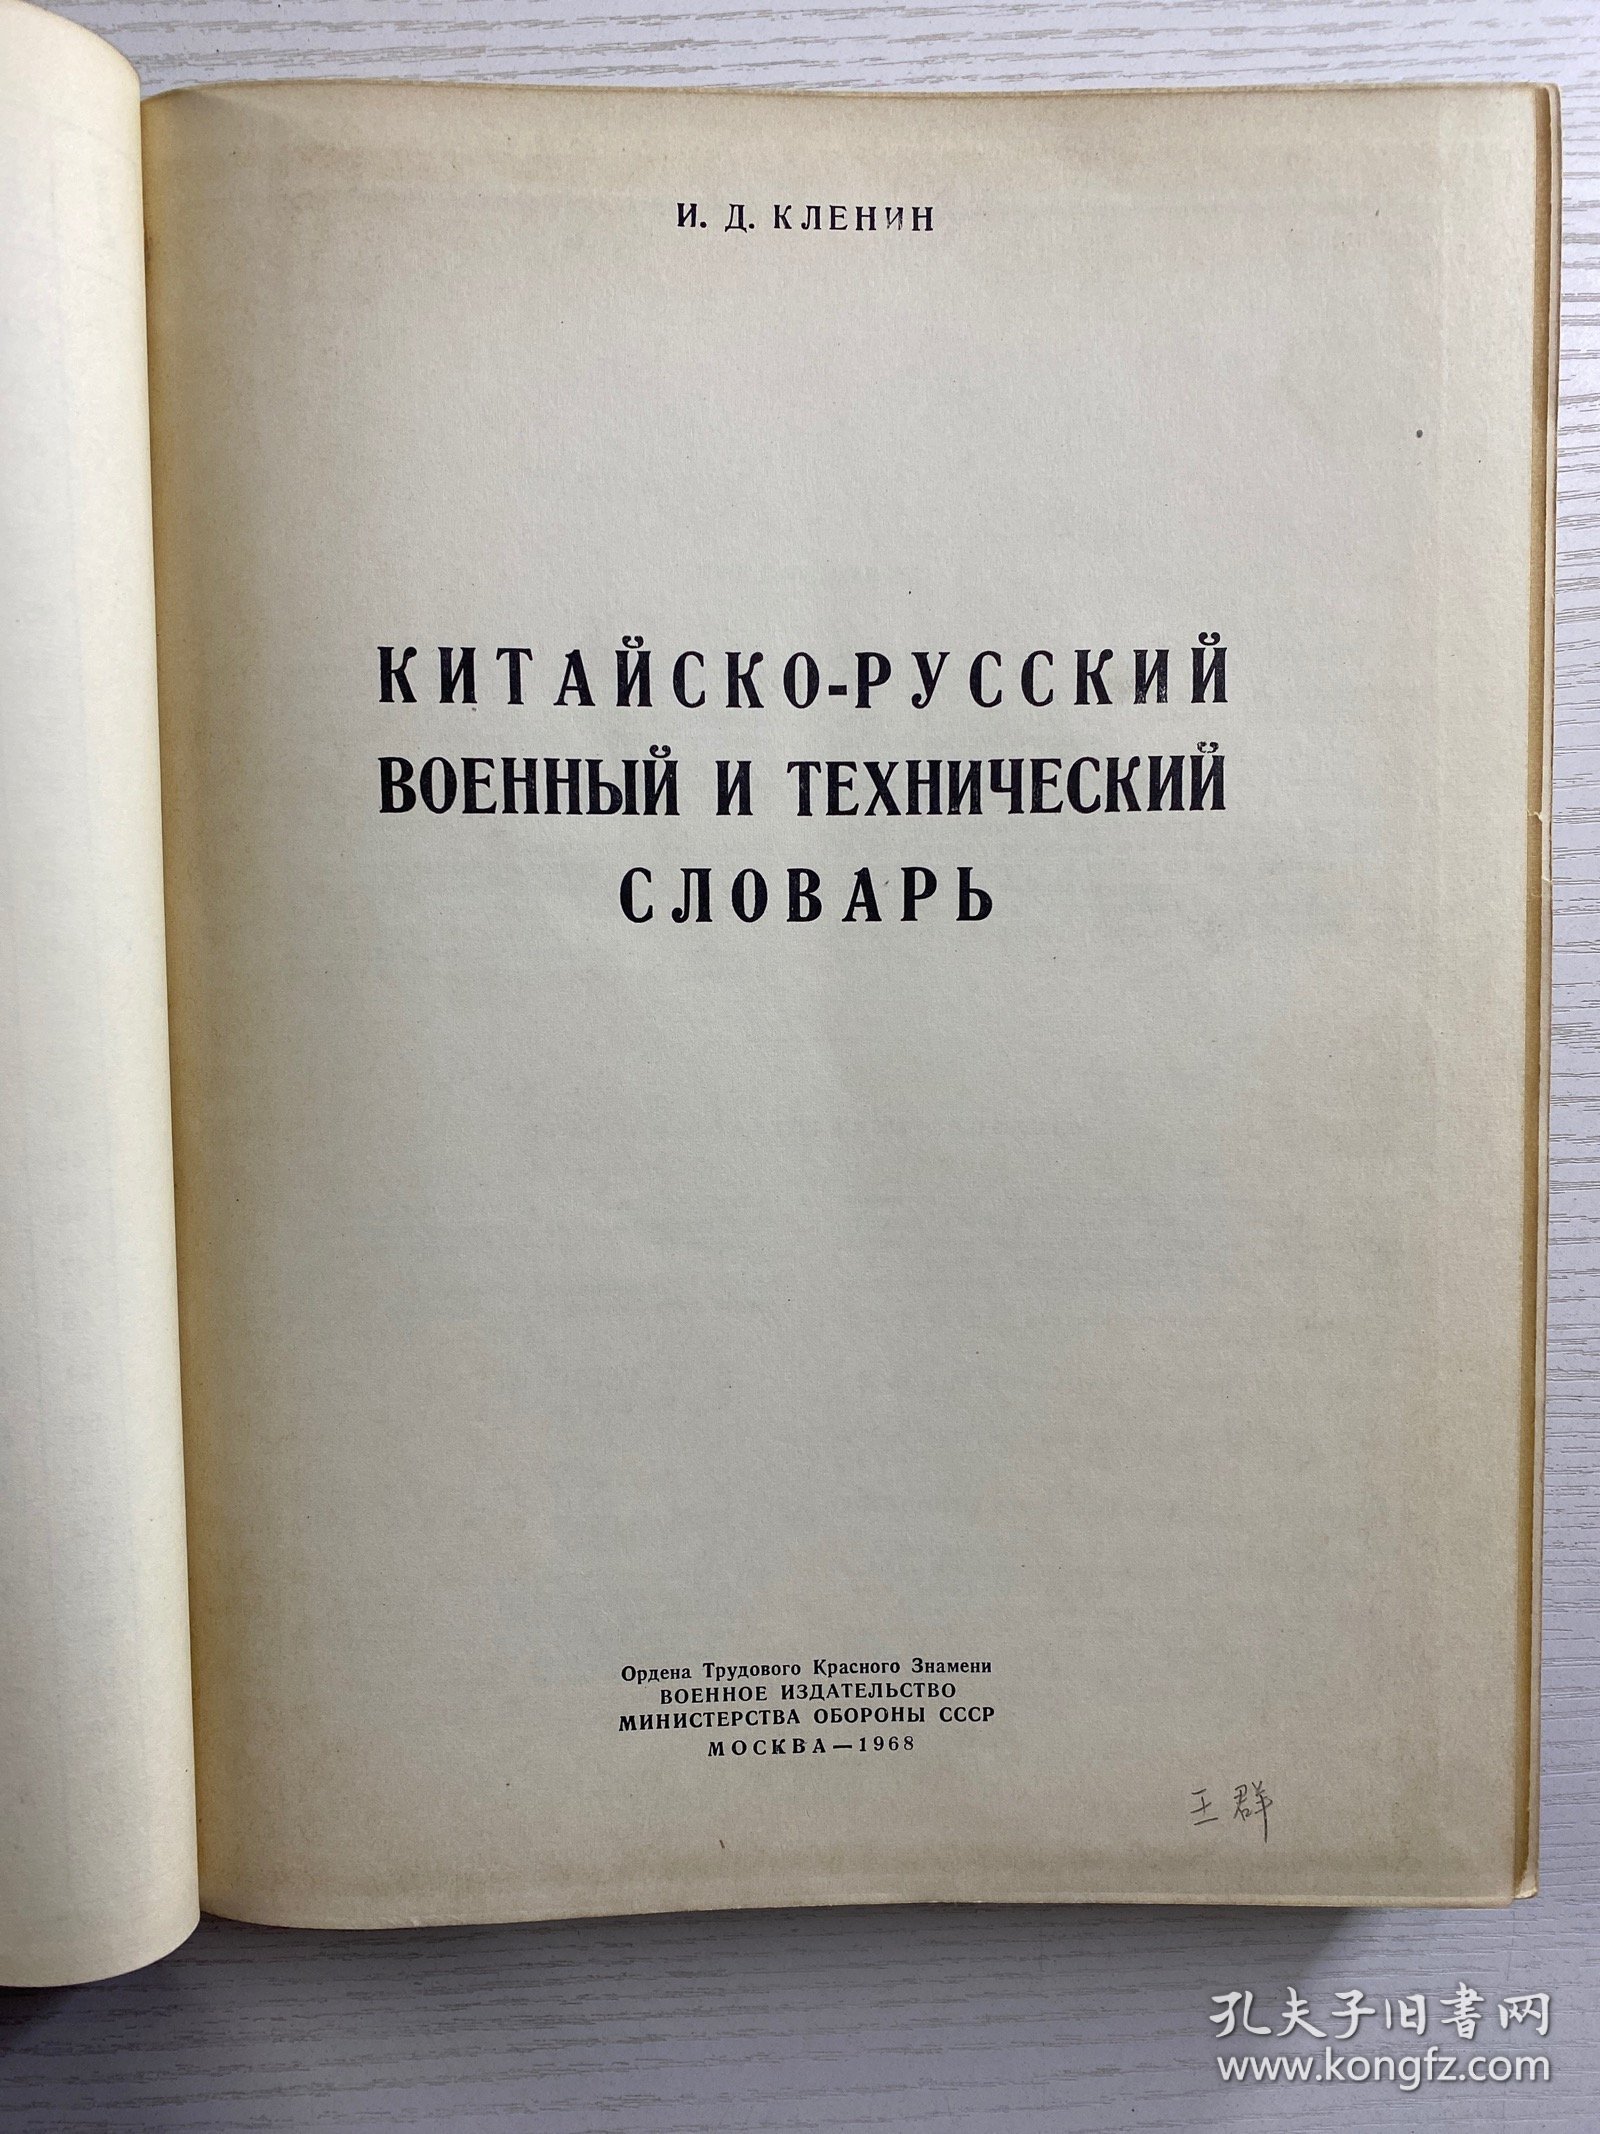 И. Д. КЛЕНИН
КИТАЙСКО-РУССКИЙ
ВОЕННЫЙ И ТЕХНИЧЕСКИЙ
СЛОВАРЬ
Ордена Трудового Красного Знамени
ВОЕННОЕ ИЗДАТЕЛЬСТВО
МИНИСТЕРСТВА ОБОРОНЫ СССР
МОСКВА—1968
王群
孔夫子旧书网
www.kongfz.com